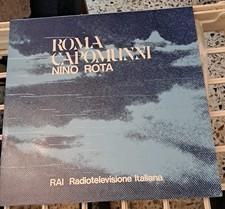 ROMA
CAPOMUNNI
NINO ROTA
RAI Radiotelevisione Italiana